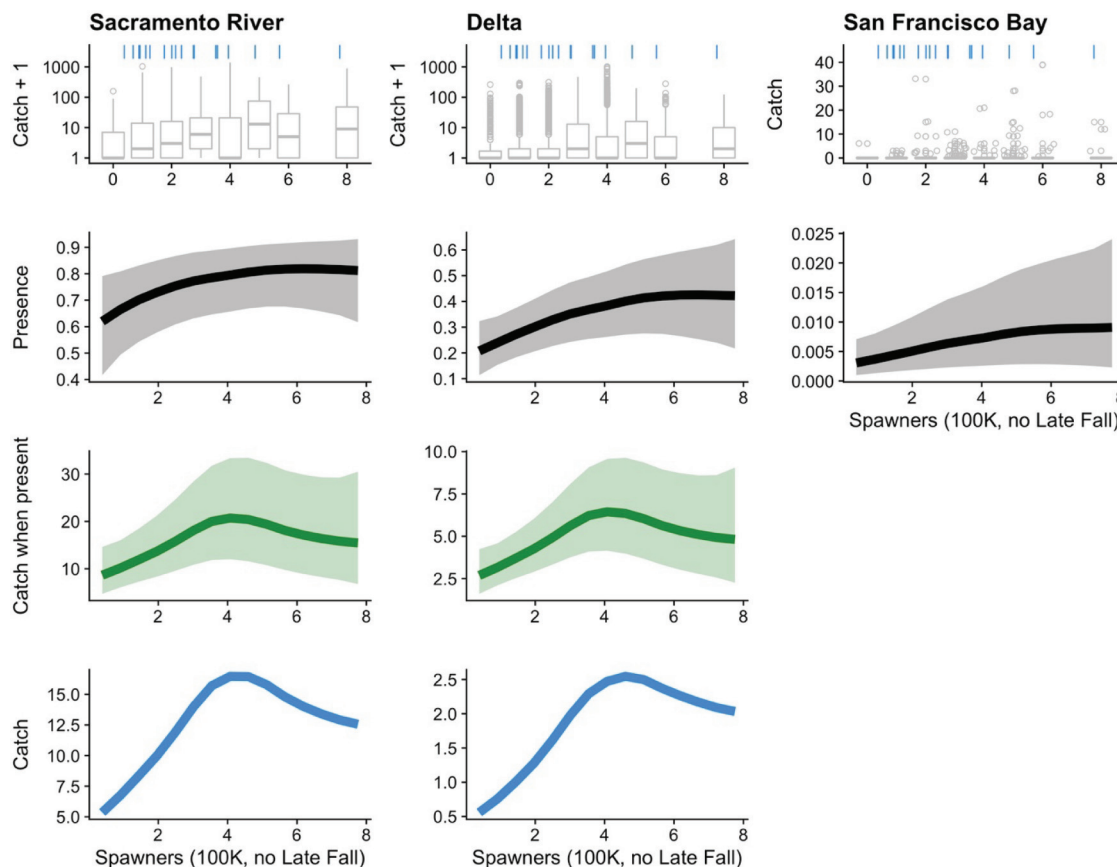 Sacramento River
Delta
San Francisco Bay
Catch + 1
1000
100
10
1
0 2 4 6 8
Catch + 1
1000
100
10
1
0 2 4 6 8
Catch
40
30
20
10
0
0 2 4 6 8
Presence
0.9
0.8
0.7
0.6
0.5
0.4
2 4 6 8
0.6
0.5
0.4
0.3
0.2
0.1
2 4 6 8
0.025
0.020
0.015
0.010
0.005
0.000
2 4 6
Spawners (100K, no Late Fall)
Catch when present
30
20
10
2 4 6 8
10.0
7.5
5.0
2.5
2 4 6 8
Catch
15.0
12.5
10.0
7.5
5.0
2 4 6 8
Spawners (100K, no Late Fall)
2.5
2.0
1.5
1.0
0.5
2 4 6 8
Spawners (100K, no Late Fall)